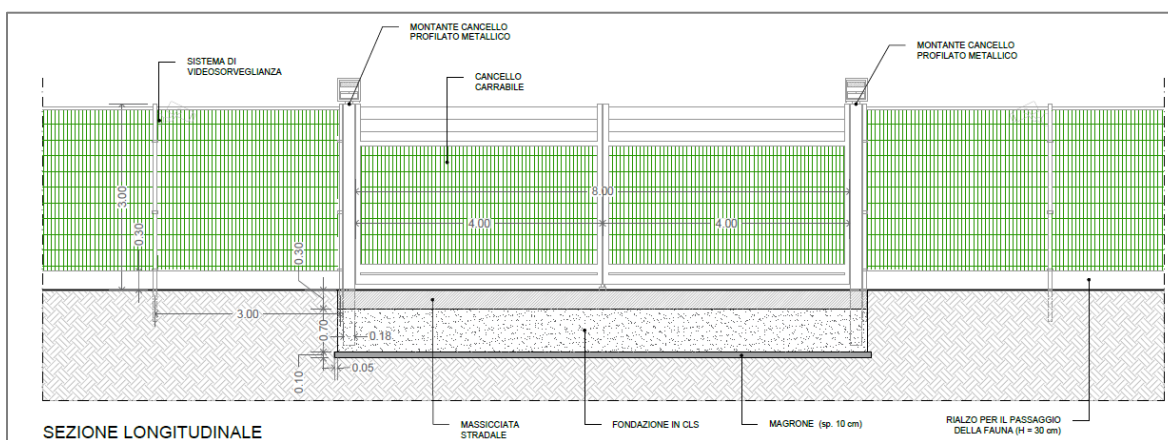 MONTANTE CANCELLO
PROFILATO METALLICO
MONTANTE CANCELLO
PROFILATO METALLICO
SISTEMA DI
VIDEOSORVEGLIANZA
CANCELLO
CARRABILE
3.00
0.30
0.30
8.00
4.00
4.00
3.00
0.70
0.18
0.10
0.05
SEZIONE LONGITUDINALE
MASSICCIATA
STRADALE
FONDAZIONE IN CLS
MAGRONE (sp. 10 cm)
RIALZO PER IL PASSAGGIO
DELLA FAUNA (H = 30 cm)